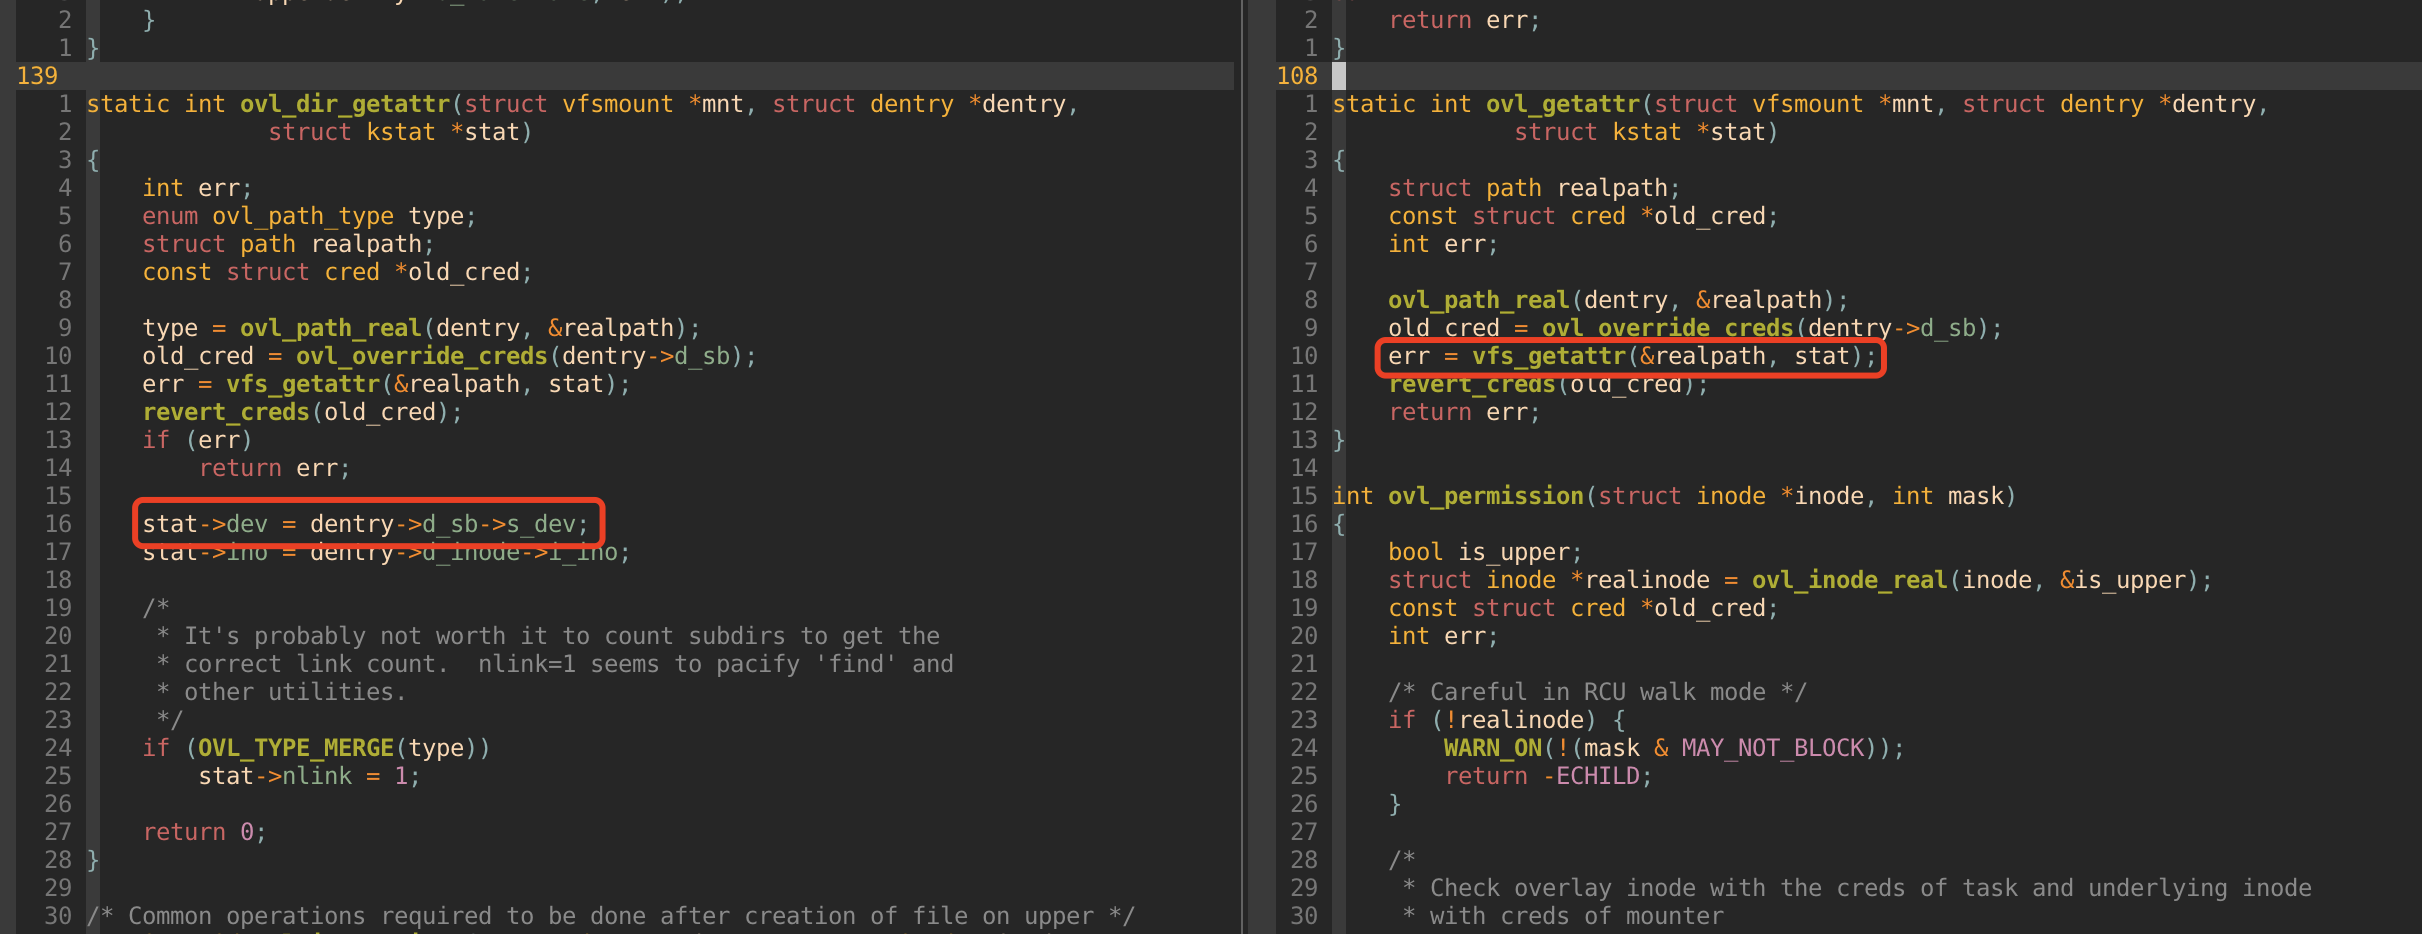 2     }
1 }
139
1 static int ovl_dir_getattr(struct vfsmount *mnt, struct dentry *dentry,
2              struct kstat *stat)
3 {
4     int err;
5     enum ovl_path_type type;
6     struct path realpath;
7     const struct cred *old_cred;
8
9     type = ovl_path_real(dentry, &realpath);
10     old_cred = ovl_override_creds(dentry->d_sb);
11     err = vfs_getattr(&realpath, stat);
12     revert_creds(old_cred);
13     if (err)
14         return err;
15
16     stat->dev = dentry->d_sb->s_dev;
17     stat->ino = dentry->d_inode->i_ino;
18
19     /*
20      * It's probably not worth it to count subdirs to get the
21      * correct link count.  nlink=1 seems to pacify 'find' and
22      * other utilities.
23      */
24     if (OVL_TYPE_MERGE(type))
25         stat->nlink = 1;
26
27     return 0;
28 }
29
30 /* Common operations required to be done after creation of file on upper */
2     return err;
1 }
108
1 static int ovl_getattr(struct vfsmount *mnt, struct dentry *dentry,
2              struct kstat *stat)
3 {
4     struct path realpath;
5     const struct cred *old_cred;
6     int err;
7
8     ovl_path_real(dentry, &realpath);
9     old_cred = ovl_override_creds(dentry->d_sb);
10     err = vfs_getattr(&realpath, stat);
11     revert_creds(old_cred);
12     return err;
13 }
14
15 int ovl_permission(struct inode *inode, int mask)
16 {
17     bool is_upper;
18     struct inode *realinode = ovl_inode_real(inode, &is_upper);
19     const struct cred *old_cred;
20     int err;
21
22     /* Careful in RCU walk mode */
23     if (!realinode) {
24         WARN_ON(!(mask & MAY_NOT_BLOCK));
25         return -ECHILD;
26     }
27
28     /*
29      * Check overlay inode with the creds of task and underlying inode
30      * with creds of mounter